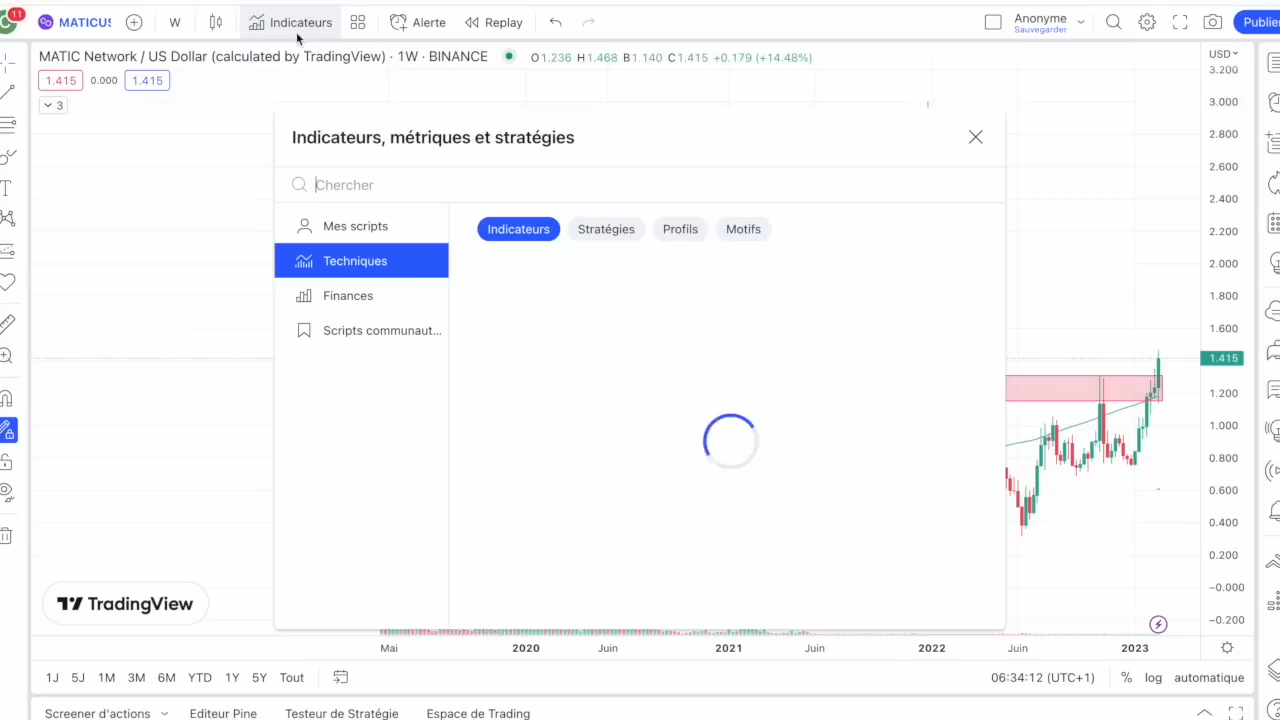 11
MATICUS
W
Indicateurs
Alerte
Replay
Anonyme
Sauvegarder
Publier
MATIC Network / US Dollar (calculated by TradingView) · 1W · BINANCE
O1.236 H1.468 B1.140 C1.415 +0.179 (+14.48%)
USD
1.415
0.000
1.415
3
3.200
3.000
2.800
2.600
2.400
2.200
2.000
1.800
1.600
1.415
1.200
1.000
0.800
0.600
0.400
0.200
−0.000
−0.200
Indicateurs, métriques et stratégies
Chercher
Mes scripts
Techniques
Finances
Scripts communaut...
Indicateurs
Stratégies
Profils
Motifs
TradingView
Mai 2020 Juin 2021 Juin 2022 Juin 2023
1J 5J 1M 3M 6M YTD 1Y 5Y Tout
06:34:12 (UTC+1)
% log automatique
Screener d'actions
Editeur Pine
Testeur de Stratégie
Espace de Trading